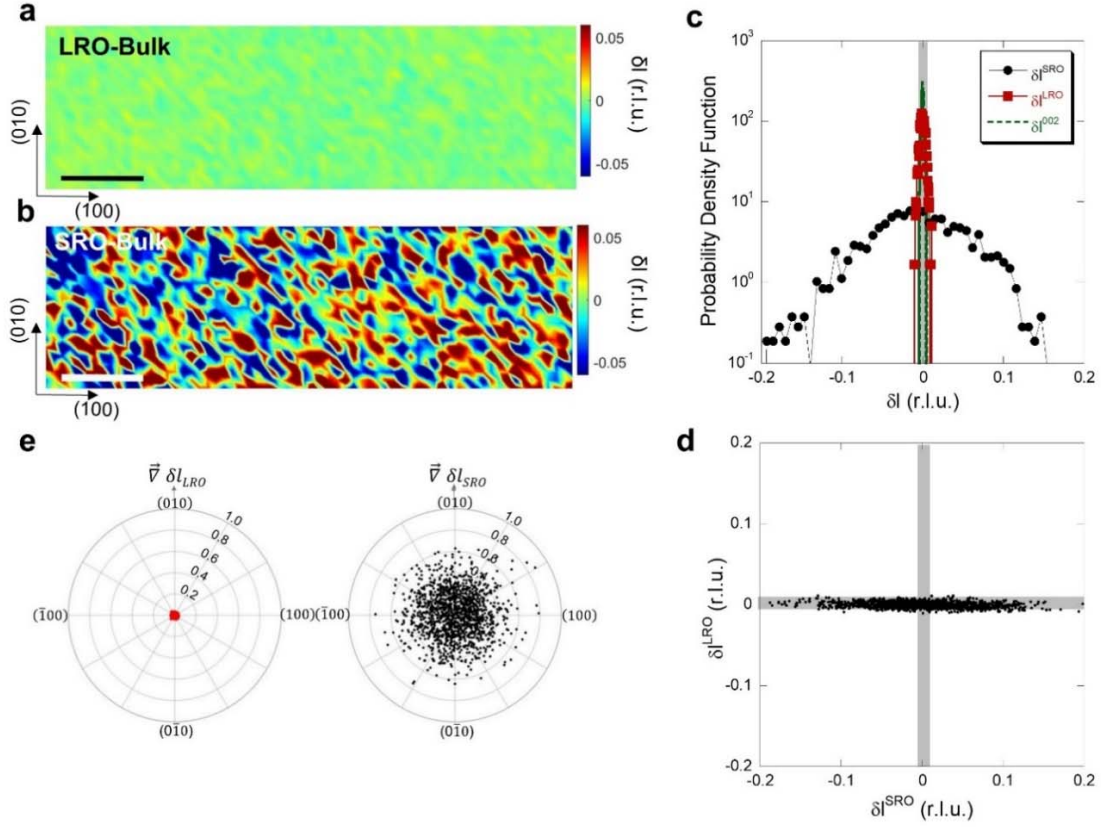 a
LRO-Bulk
(010)
(100)
0.05
0
-0.05
δl (r.l.u.)
b
SRO-Bulk
(010)
(100)
0.05
0
-0.05
δl (r.l.u.)
c
Probability Density Function
10³
10²
10¹
10⁰
10⁻¹
-0.2 -0.1 0 0.1 0.2
δl (r.l.u.)
δl^SRO
δl^LRO
δl^002
e
∇⃗ δl_LRO
(010)
1.0
0.8
0.6
0.4
0.2
(1̅00) (100)
(01̅0)
∇⃗ δl_SRO
(010)
1.0
0.8
(1̅00) (100)
(01̅0)
d
δl^LRO (r.l.u.)
0.2
0.1
0
-0.1
-0.2
-0.2 -0.1 0 0.1 0.2
δl^SRO (r.l.u.)